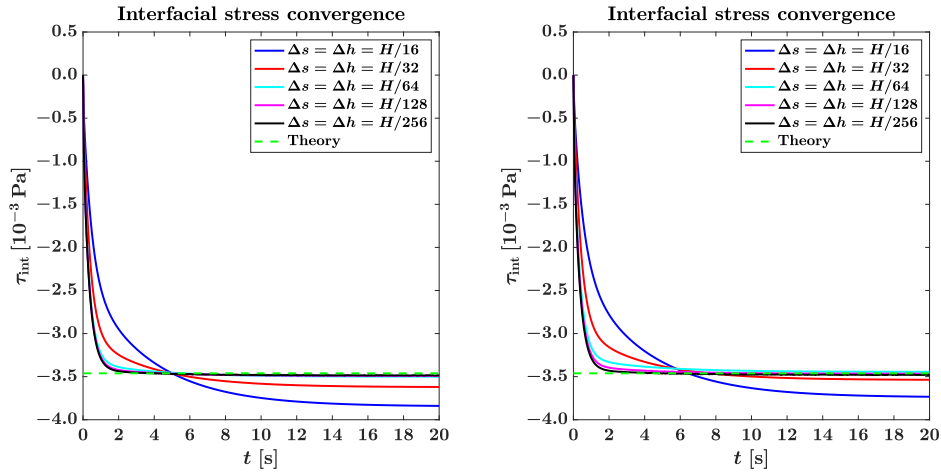 Interfacial stress convergence
0.5
0.0
−0.5
−1.0
−1.5
−2.0
−2.5
−3.0
−3.5
−4.0
τint [10−3 Pa]
Δs = Δh = H/16
Δs = Δh = H/32
Δs = Δh = H/64
Δs = Δh = H/128
Δs = Δh = H/256
Theory
0 2 4 6 8 10 12 14 16 18 20
t [s]
Interfacial stress convergence
0.5
0.0
−0.5
−1.0
−1.5
−2.0
−2.5
−3.0
−3.5
−4.0
τint [10−3 Pa]
Δs = Δh = H/16
Δs = Δh = H/32
Δs = Δh = H/64
Δs = Δh = H/128
Δs = Δh = H/256
Theory
0 2 4 6 8 10 12 14 16 18 20
t [s]